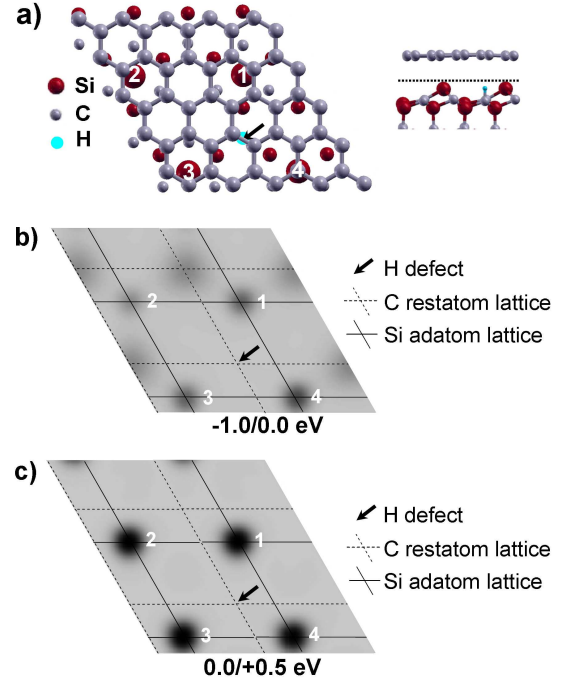 a)
2
1
Si
C
H
3
4
b)
2
1
3
4
H defect
C restatom lattice
Si adatom lattice
-1.0/0.0 eV
c)
2
1
3
4
H defect
C restatom lattice
Si adatom lattice
0.0/+0.5 eV